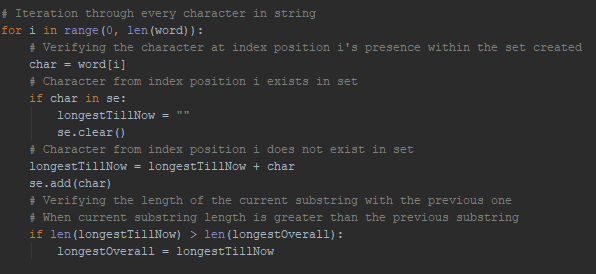 # Iteration through every character in string
for i in range(0, len(word)):
    # Verifying the character at index position i's presence within the set created
    char = word[i]
    # Character from index position i exists in set
    if char in se:
        longestTillNow = ""
        se.clear()
    # Character from index position i does not exist in set
    longestTillNow = longestTillNow + char
    se.add(char)
    # Verifying the length of the current substring with the previous one
    # When current substring length is greater than the previous substring
    if len(longestTillNow) > len(longestOverall):
        longestOverall = longestTillNow